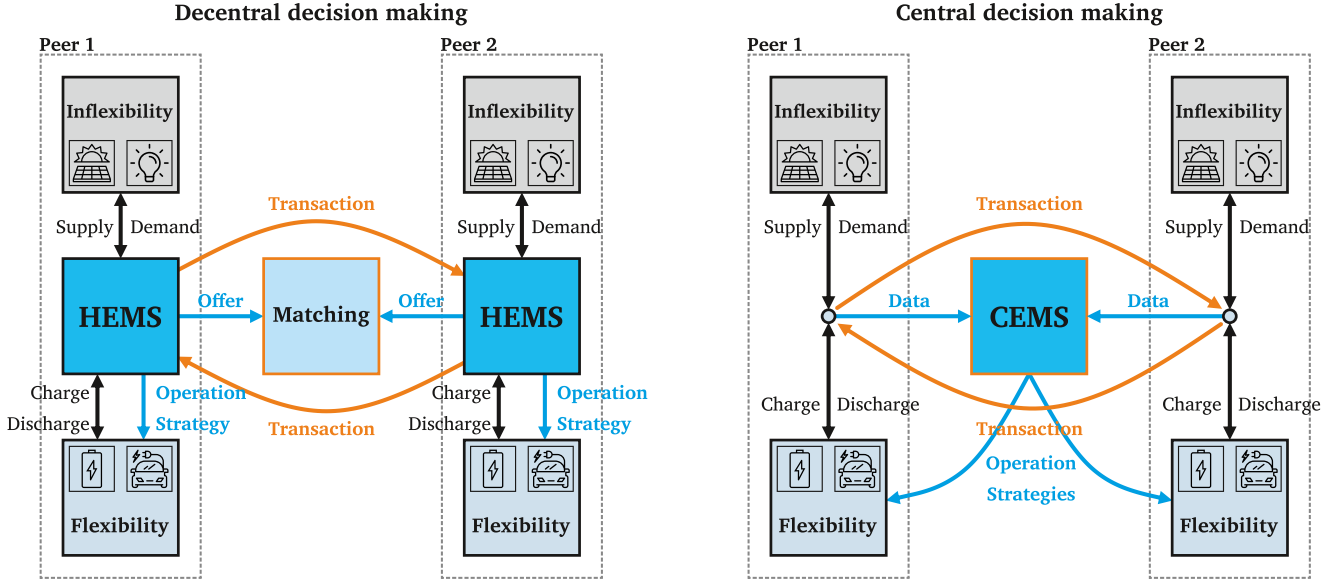 Decentral decision making
Peer 1
Peer 2
Inflexibility
Inflexibility
Transaction
Supply
Demand
Supply
Demand
HEMS
Offer
Matching
Offer
HEMS
Charge
Discharge
Operation
Strategy
Transaction
Charge
Discharge
Operation
Strategy
Flexibility
Flexibility
Central decision making
Peer 1
Peer 2
Inflexibility
Inflexibility
Transaction
Supply
Demand
Supply
Demand
Data
CEMS
Data
Charge
Discharge
Charge
Discharge
Transaction
Operation
Strategies
Flexibility
Flexibility